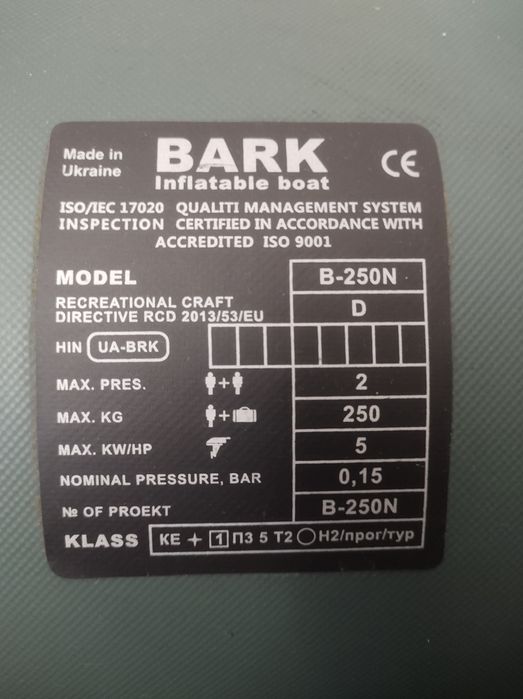 Made in
Ukraine
BARK
Inflatable boat
CE
ISO/IEC 17020 QUALITI MANAGEMENT SYSTEM
INSPECTION CERTIFIED IN ACCORDANCE WITH
ACCREDITED ISO 9001
MODEL B-250N
RECREATIONAL CRAFT
DIRECTIVE RCD 2013/53/EU D
HIN UA-BRK
MAX. PRES. + 2
MAX. KG + 250
MAX. KW/HP 5
NOMINAL PRESSURE, BAR 0,15
№ OF PROEKT B-250N
KLASS КЕ 1 ПЗ 5 Т2 Н2/прог/тур